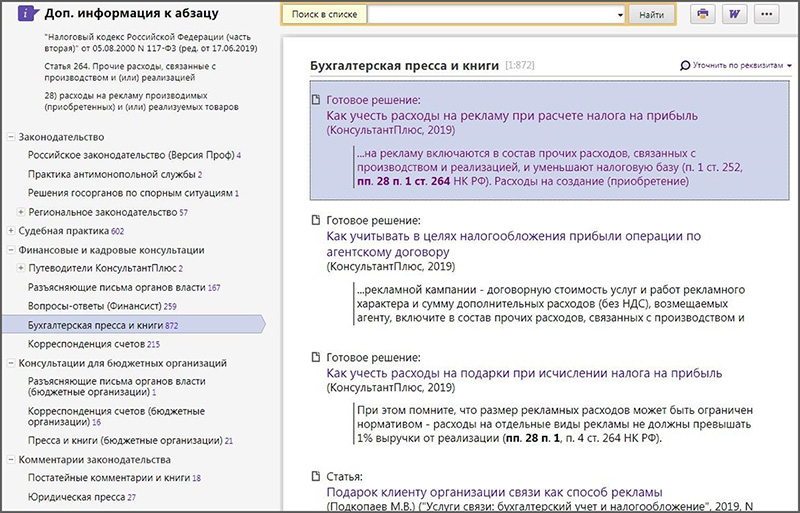 Доп. информация к абзацу
"Налоговый кодекс Российской Федерации (часть
вторая)" от 05.08.2000 N 117-ФЗ (ред. от 17.06.2019)
Статья 264. Прочие расходы, связанные с
производством и (или) реализацией
28) расходы на рекламу производимых
(приобретенных) и (или) реализуемых товаров
Законодательство
Российское законодательство (Версия Проф) 4
Практика антимонопольной службы 2
Решения госорганов по спорным ситуациям 1
Региональное законодательство 57
Судебная практика 602
Финансовые и кадровые консультации
Путеводители КонсультантПлюс 2
Разъясняющие письма органов власти 167
Вопросы-ответы (Финансист) 259
Бухгалтерская пресса и книги 872
Корреспонденция счетов 215
Консультации для бюджетных организаций
Разъясняющие письма органов власти
(бюджетные организации) 1
Корреспонденция счетов (бюджетные
организации) 16
Пресса и книги (бюджетные организации) 21
Комментарии законодательства
Постатейные комментарии и книги 18
Юридическая пресса 27
Поиск в списке
Найти
W
Бухгалтерская пресса и книги [1:872]
Уточнить по реквизитам
Готовое решение:
Как учесть расходы на рекламу при расчете налога на прибыль
(КонсультантПлюс, 2019)
...на рекламу включаются в состав прочих расходов, связанных с
производством и реализацией, и уменьшают налоговую базу (п. 1 ст. 252,
пп. 28 п. 1 ст. 264 НК РФ). Расходы на создание (приобретение)
Готовое решение:
Как учитывать в целях налогообложения прибыли операции по
агентскому договору
(КонсультантПлюс, 2019)
...рекламной кампании - договорную стоимость услуг и работ рекламного
характера и сумму дополнительных расходов (без НДС), возмещаемых
агенту, включите в состав прочих расходов, связанных с производством и
Готовое решение:
Как учесть расходы на подарки при исчислении налога на прибыль
(КонсультантПлюс, 2019)
При этом помните, что размер рекламных расходов может быть ограничен
нормативом - расходы на отдельные виды рекламы не должны превышать
1% выручки от реализации (пп. 28 п. 1, п. 4 ст. 264 НК РФ).
Статья:
Подарок клиенту организации связи как способ рекламы
(Подкопаев М.В.) ("Услуги связи: бухгалтерский учет и налогообложение", 2019, N